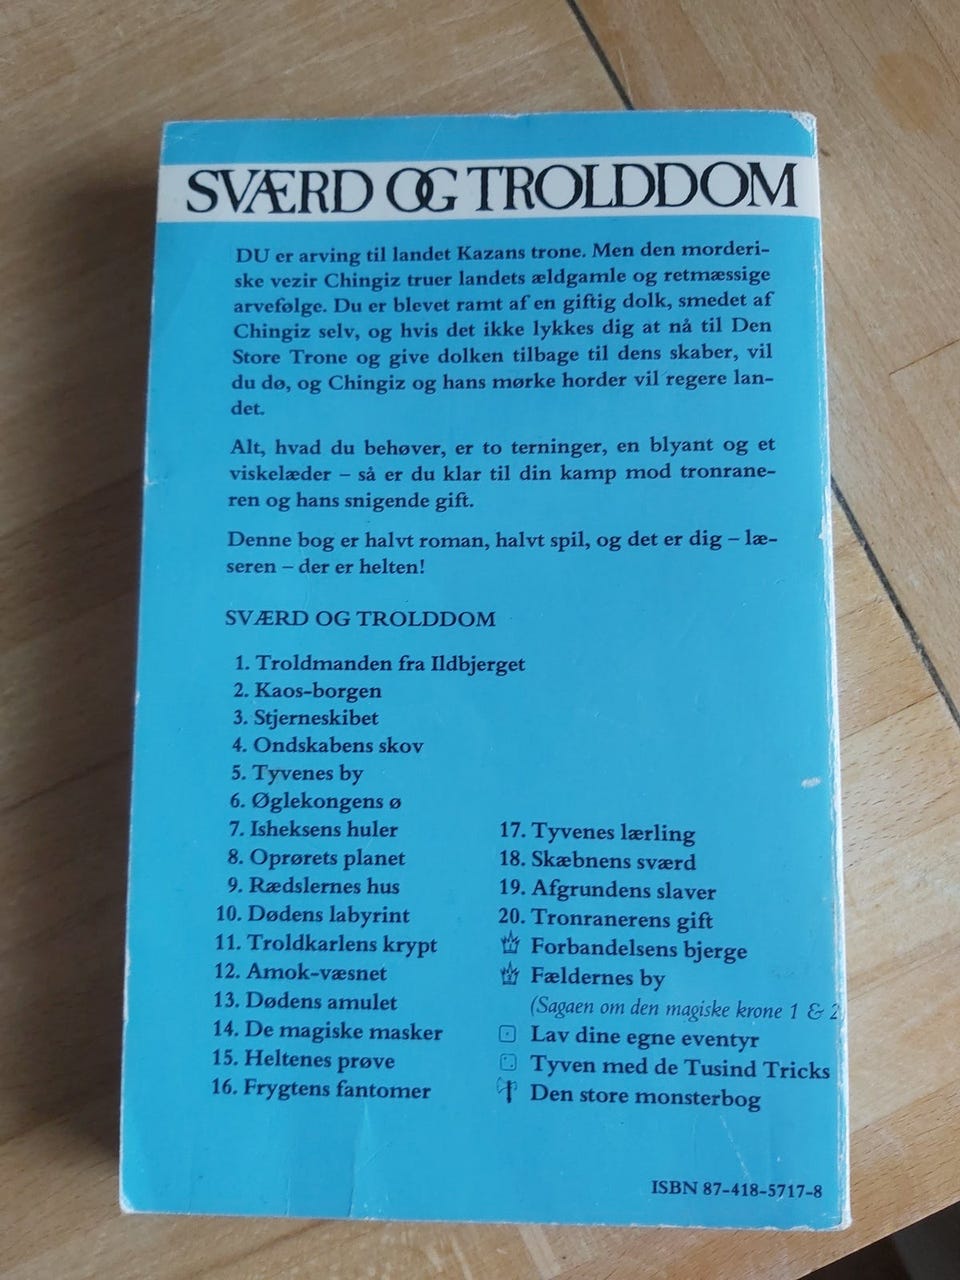 SVÆRD OG TROLDDOM
DU er arving til landet Kazans trone. Men den morderi-
ske vezir Chingiz truer landets ældgamle og retmæssige
arvefølge. Du er blevet ramt af en giftig dolk, smedet af
Chingiz selv, og hvis det ikke lykkes dig at nå til Den
Store Trone og give dolken tilbage til dens skaber, vil
du dø, og Chingiz og hans mørke horder vil regere lan-
det.
Alt, hvad du behøver, er to terninger, en blyant og et
viskelæder – så er du klar til din kamp mod tronrane-
ren og hans snigende gift.
Denne bog er halvt roman, halvt spil, og det er dig – læ-
seren – der er helten!
SVÆRD OG TROLDDOM
1. Troldmanden fra Ildbjerget
2. Kaos-borgen
3. Stjerneskibet
4. Ondskabens skov
5. Tyvenes by
6. Øglekongens ø
7. Isheksens huler
8. Oprørets planet
9. Rædslernes hus
10. Dødens labyrint
11. Troldkarlens krypt
12. Amok-væsnet
13. Dødens amulet
14. De magiske masker
15. Heltenes prøve
16. Frygtens fantomer
17. Tyvenes lærling
18. Skæbnens sværd
19. Afgrundens slaver
20. Tronranerens gift
Forbandelsens bjerge
Fældernes by
(Sagaen om den magiske krone 1 & 2
Lav dine egne eventyr
Tyven med de Tusind Tricks
Den store monsterbog
ISBN 87-418-5717-8